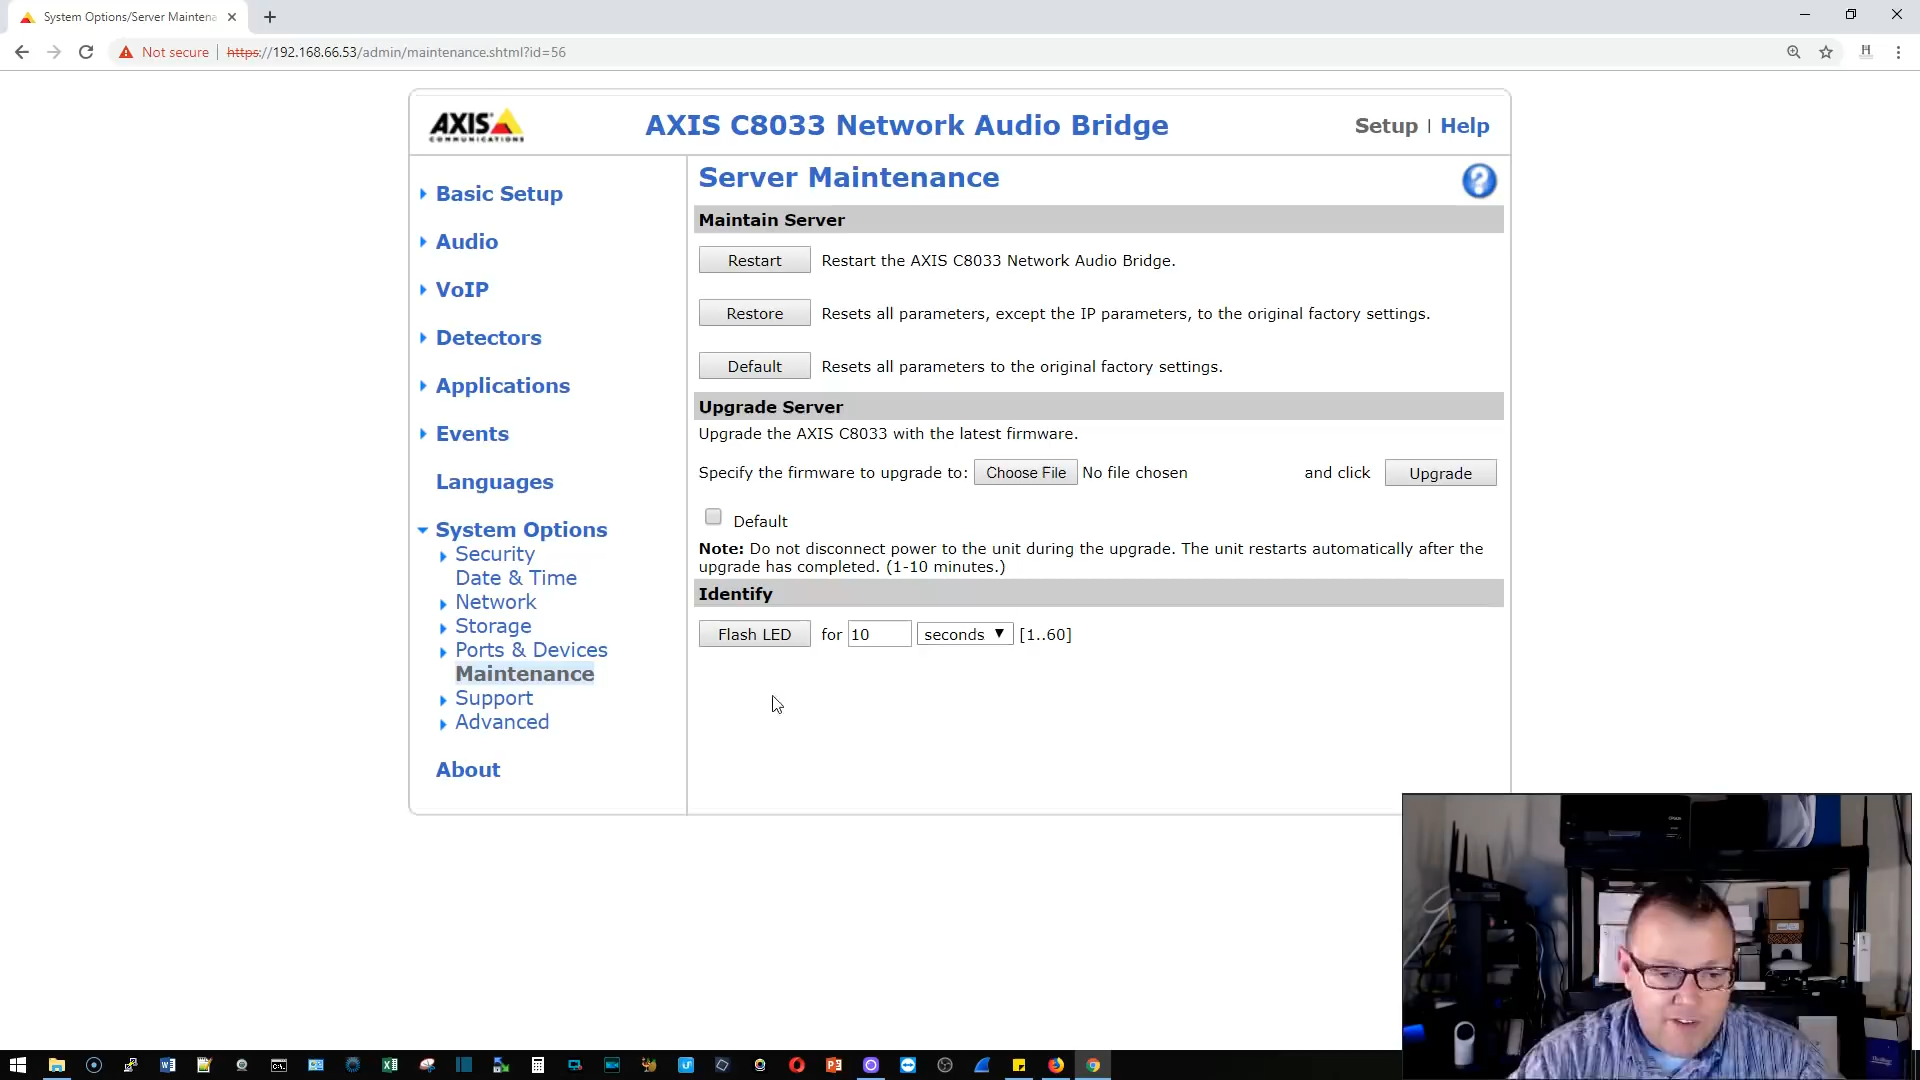 System Options/Server Maintena
Not secure
https://192.168.66.53/admin/maintenance.shtml?id=56
AXIS
COMMUNICATIONS
AXIS C8033 Network Audio Bridge
Setup | Help
Basic Setup
Audio
VoIP
Detectors
Applications
Events
Languages
System Options
Security
Date & Time
Network
Storage
Ports & Devices
Maintenance
Support
Advanced
About
Server Maintenance
Maintain Server
Restart Restart the AXIS C8033 Network Audio Bridge.
Restore Resets all parameters, except the IP parameters, to the original factory settings.
Default Resets all parameters to the original factory settings.
Upgrade Server
Upgrade the AXIS C8033 with the latest firmware.
Specify the firmware to upgrade to: Choose File No file chosen and click Upgrade
Default
Note: Do not disconnect power to the unit during the upgrade. The unit restarts automatically after the
upgrade has completed. (1-10 minutes.)
Identify
Flash LED for 10 seconds [1..60]